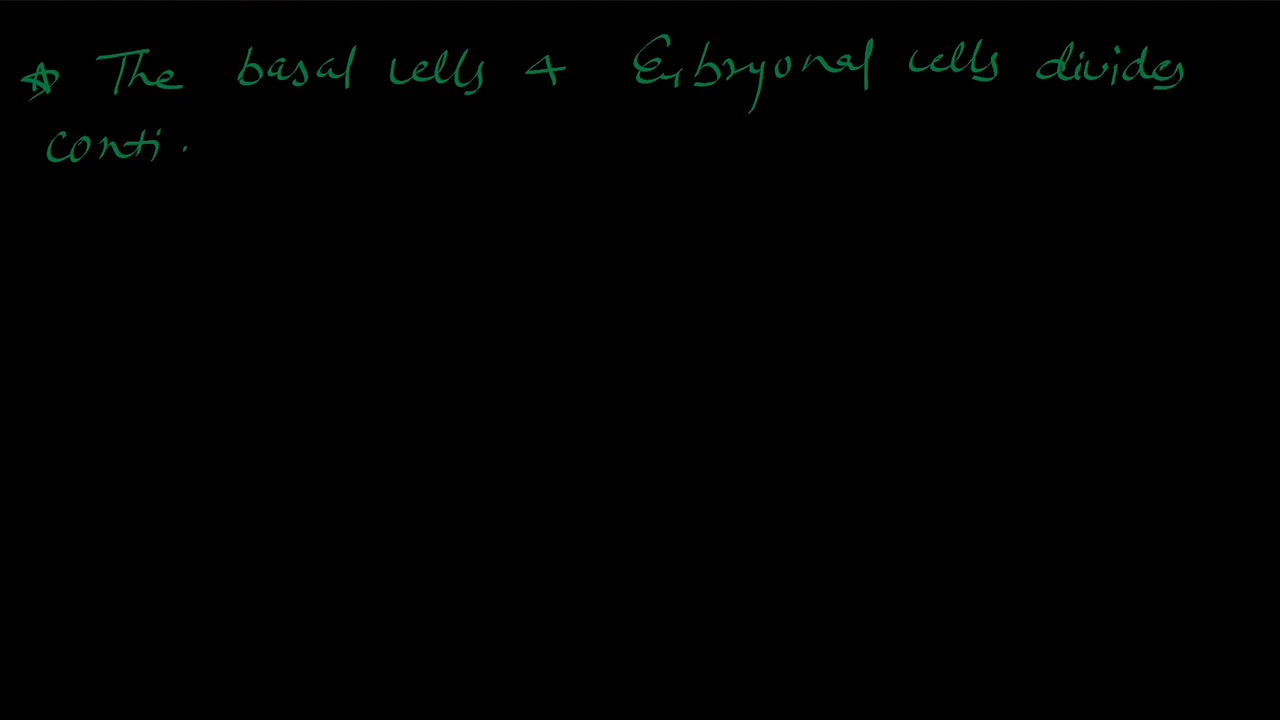 ☆ The basal cells + Embryonal cells divides
conti .